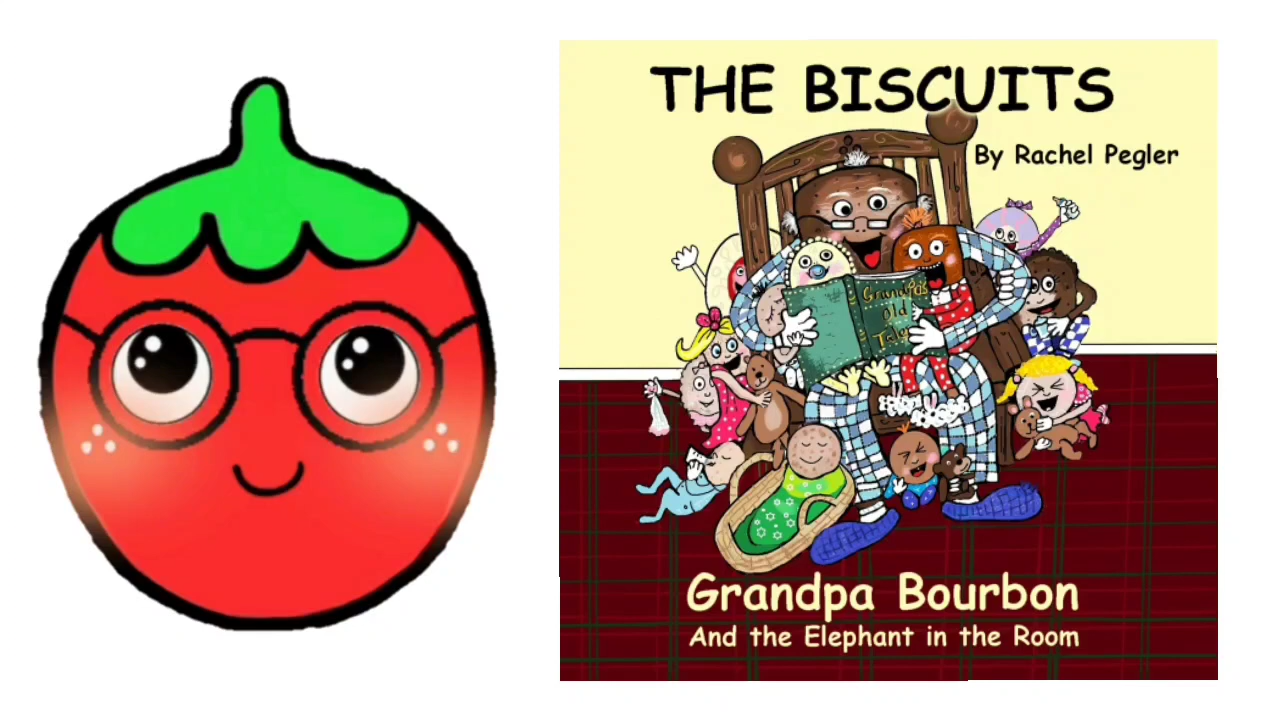 THE BISCUITS
By Rachel Pegler
Grandpa's
Old
Tales
Grandpa Bourbon
And the Elephant in the Room